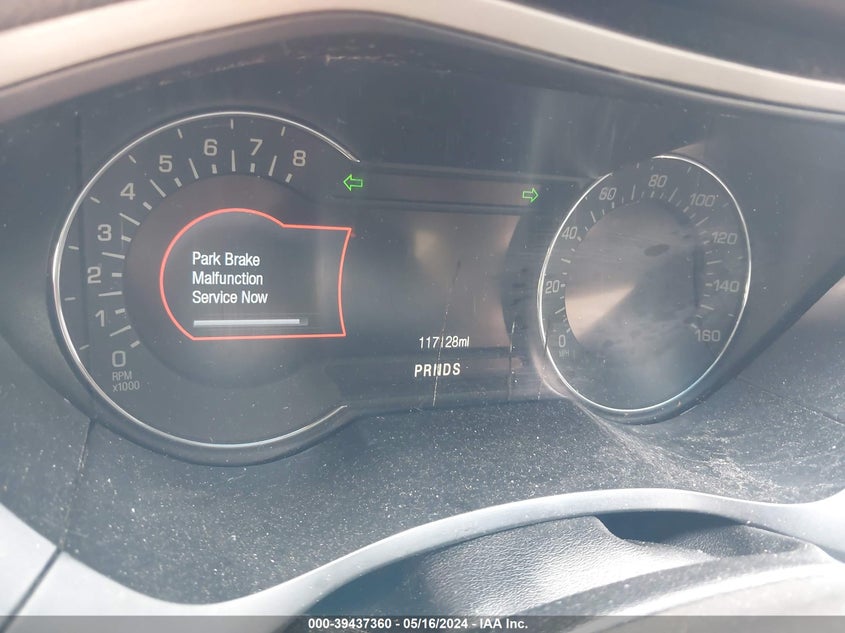 0 1 2 3 4 5 6 7 8
RPM
x1000
Park Brake
Malfunction
Service Now
117128mi
PRNDS
0 20 40 60 80 100 120 140 160
MPH
000-39437360 - 05/16/2024 - IAA Inc.